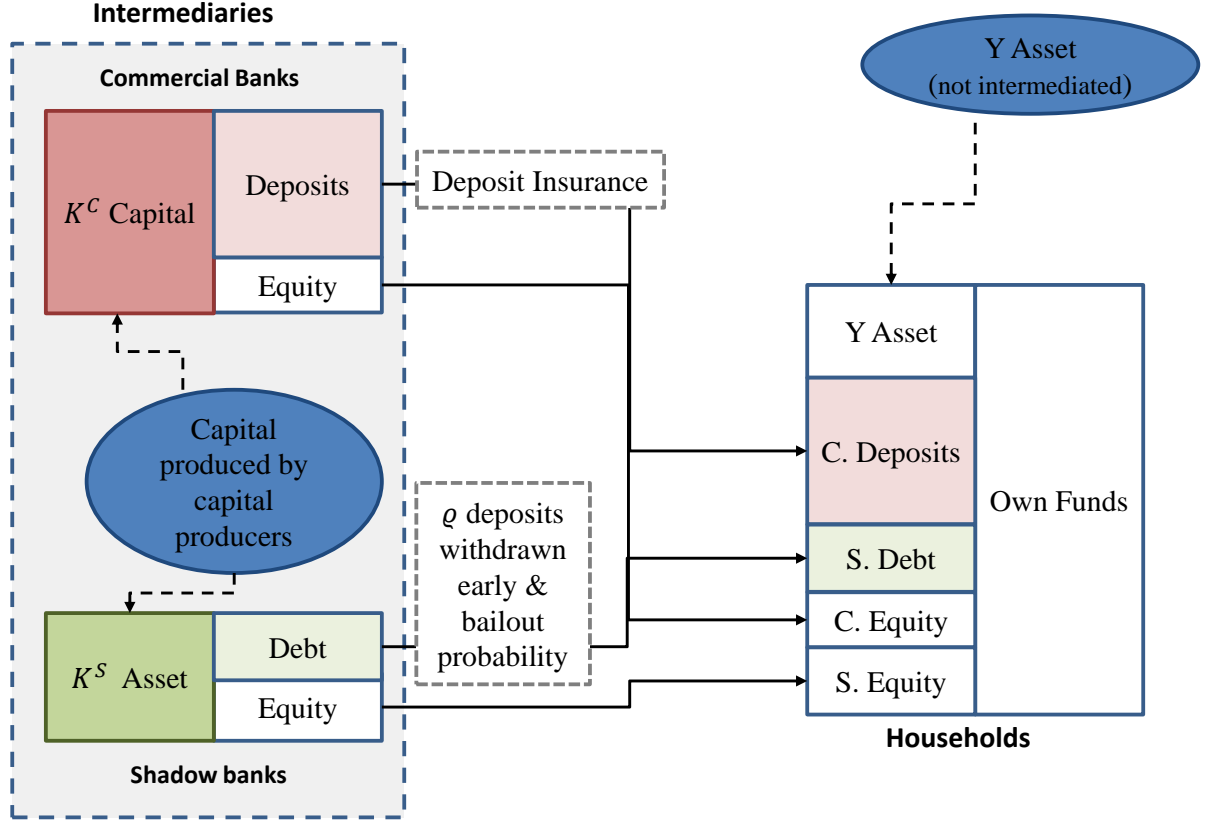 Intermediaries
Commercial Banks
K^C Capital
Deposits
Equity
Deposit Insurance
Capital
produced by
capital
producers
ϱ deposits
withdrawn
early &
bailout
probability
K^S Asset
Debt
Equity
Shadow banks
Y Asset
(not intermediated)
Y Asset
C. Deposits
S. Debt
C. Equity
S. Equity
Own Funds
Households